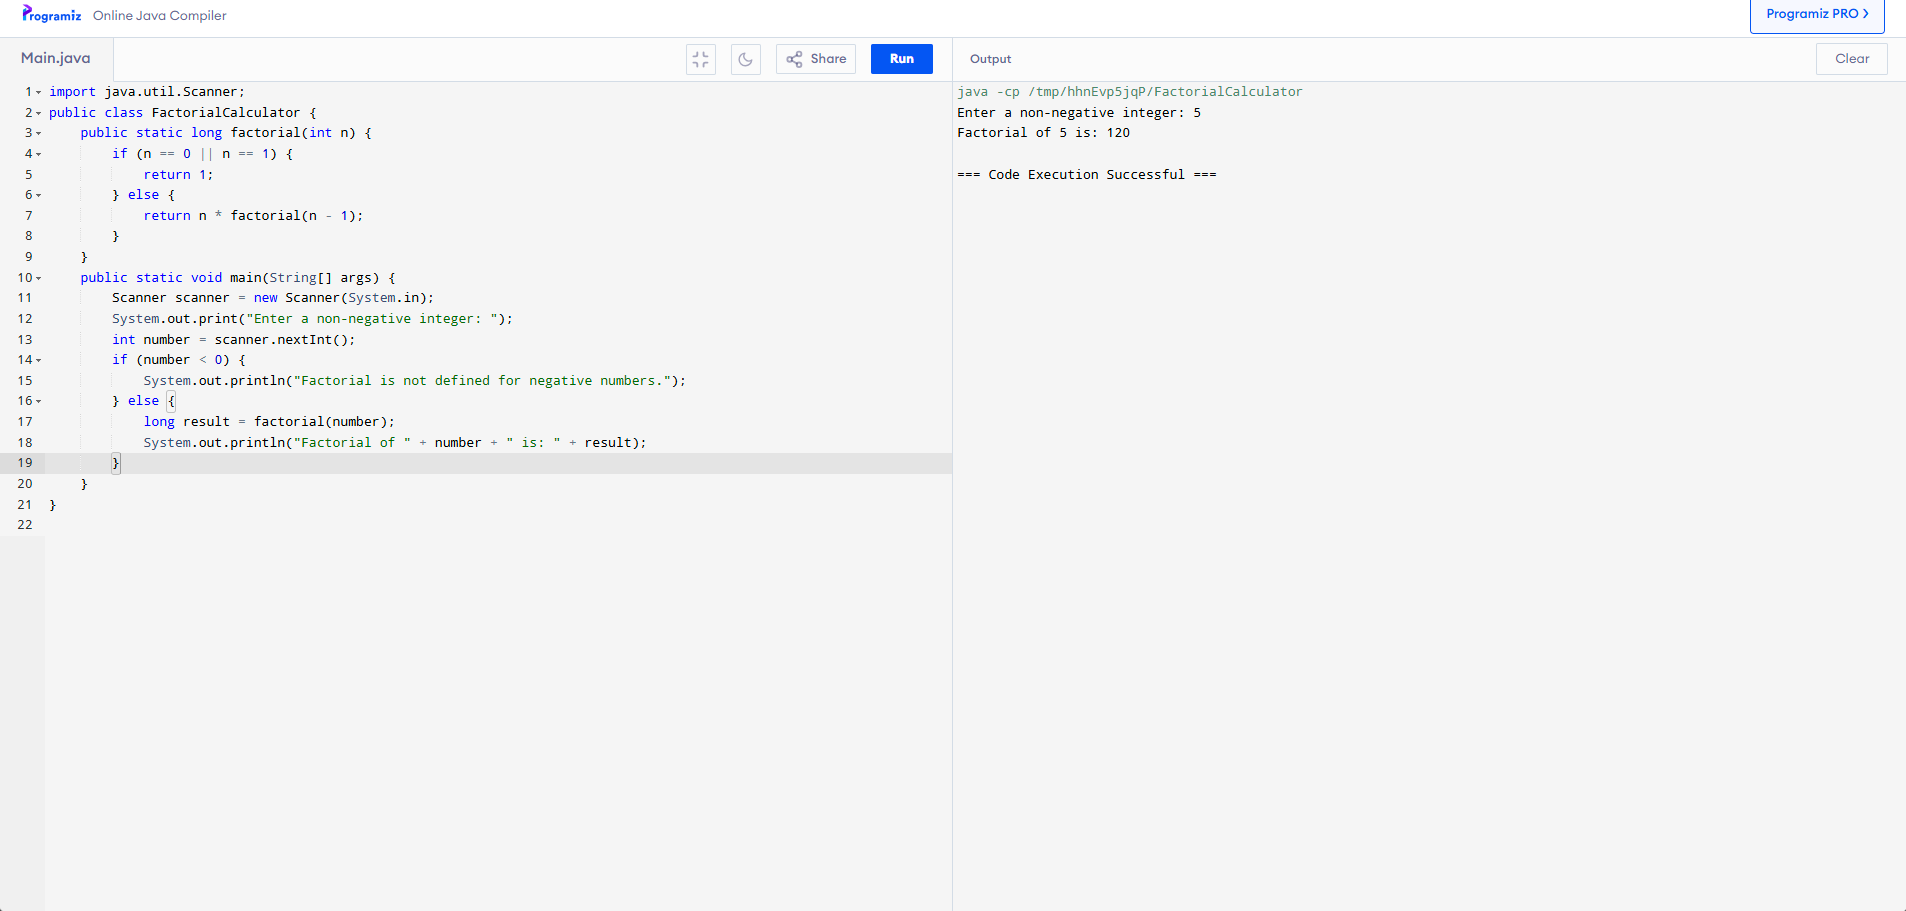 Programiz Online Java Compiler
Programiz PRO >
Main.java
Share
Run
Output
Clear
1 import java.util.Scanner;
2 public class FactorialCalculator {
3     public static long factorial(int n) {
4         if (n == 0 || n == 1) {
5             return 1;
6         } else {
7             return n * factorial(n - 1);
8         }
9     }
10     public static void main(String[] args) {
11         Scanner scanner = new Scanner(System.in);
12         System.out.print("Enter a non-negative integer: ");
13         int number = scanner.nextInt();
14         if (number < 0) {
15             System.out.println("Factorial is not defined for negative numbers.");
16         } else {
17             long result = factorial(number);
18             System.out.println("Factorial of " + number + " is: " + result);
19         }
20     }
21 }
22
java -cp /tmp/hhnEvp5jqP/FactorialCalculator
Enter a non-negative integer: 5
Factorial of 5 is: 120
=== Code Execution Successful ===